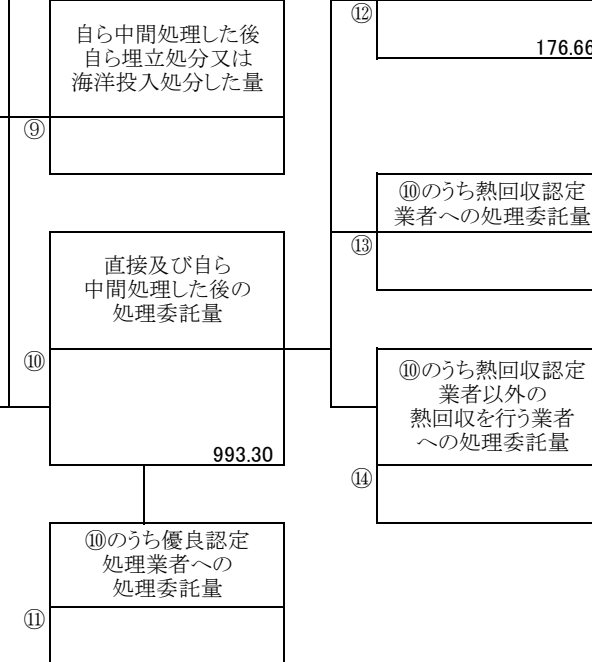 自ら中間処理した後
自ら埋立処分又は
海洋投入処分した量
⑨
直接及び自ら
中間処理した後の
処理委託量
⑩
993.30
⑩のうち優良認定
処理業者への
処理委託量
⑪
⑫
176.66
⑩のうち熱回収認定
業者への処理委託量
⑬
⑩のうち熱回収認定
業者以外の
熱回収を行う業者
への処理委託量
⑭